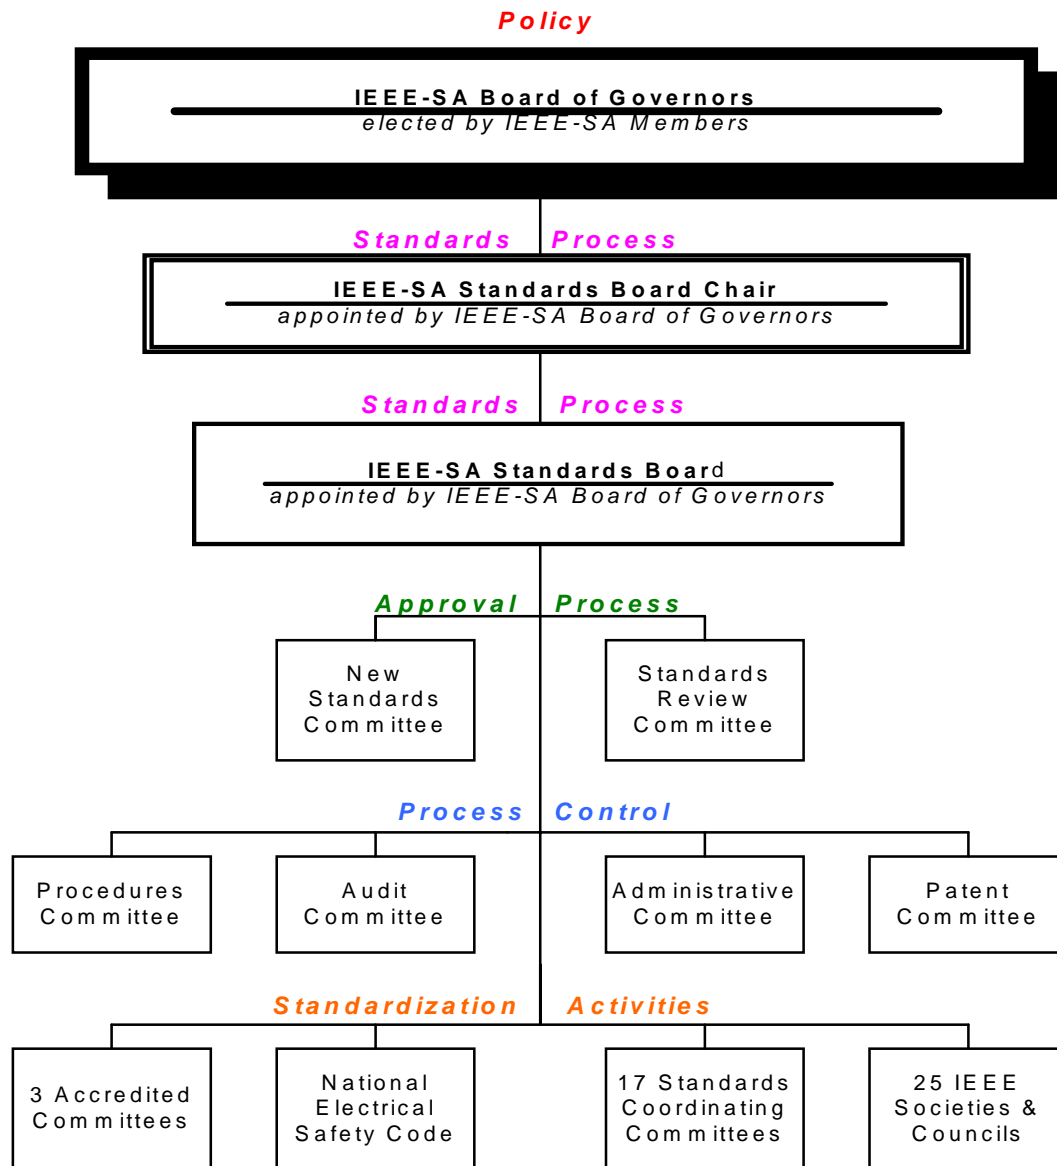 Policy
IEEE-SA Board of Governors
elected by IEEE-SA Members
Standards Process
IEEE-SA Standards Board Chair
appointed by IEEE-SA Board of Governors
Standards Process
IEEE-SA Standards Board
appointed by IEEE-SA Board of Governors
Approval Process
New
Standards
Committee
Standards
Review
Committee
Process Control
Procedures
Committee
Audit
Committee
Administrative
Committee
Patent
Committee
Standardization Activities
3 Accredited
Committees
National
Electrical
Safety Code
17 Standards
Coordinating
Committees
25 IEEE
Societies &
Councils